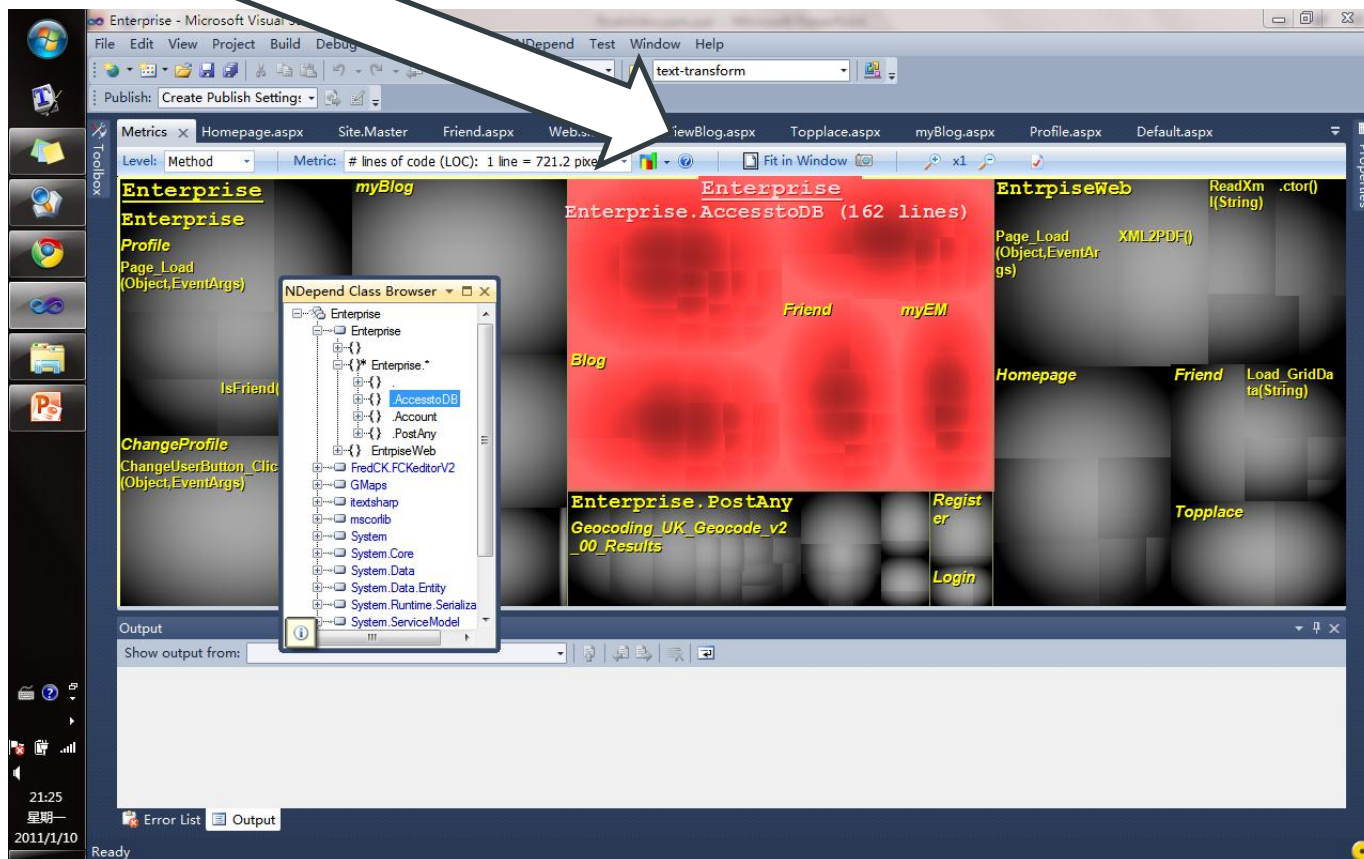 Enterprise - Microsoft Visual
File Edit View Project Build Debug NDepend Test Window Help
text-transform
Publish: Create Publish Settings
Toolbox
Metrics Homepage.aspx Site.Master Friend.aspx iewBlog.aspx Topplace.aspx myBlog.aspx Profile.aspx Default.aspx
Properties
Level: Method Metric: # lines of code (LOC): 1 line = 721.2 pixe Fit in Window x1
Enterprise
myBlog
Enterprise
Profile
Page_Load
(Object,EventArgs)
IsFriend(
ChangeProfile
ChangeUserButton_Clic
(Object,EventArgs)
NDepend Class Browser
Enterprise
Enterprise
{}
{}* Enterprise.*
{} .
{} .AccesstoDB
{} .Account
{} .PostAny
{} EntrpiseWeb
FredCK.FCKeditorV2
GMaps
itextsharp
mscorlib
System
System.Core
System.Data
System.Data.Entity
System.Runtime.Serializa
System.ServiceModel
Enterprise
Enterprise.AccesstoDB (162 lines)
Friend
myEM
Blog
Enterprise.PostAny
Geocoding_UK_Geocode_v2
_00_Results
Regist
er
Login
EntrpiseWeb
ReadXm
l(String)
.ctor()
Page_Load
(Object,EventAr
gs)
XML2PDF()
Homepage
Friend
Load_GridDa
ta(String)
Topplace
Output
Show output from:
Error List Output
Ready
21:25
星期一
2011/1/10